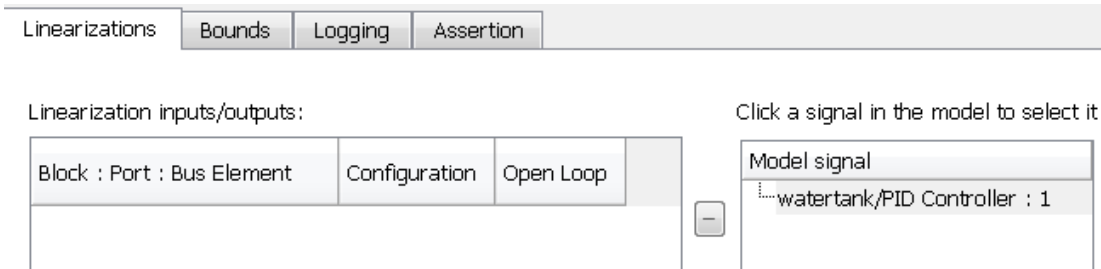 Linearizations Bounds Logging Assertion
Linearization inputs/outputs: Click a signal in the model to select it
Block : Port : Bus Element Configuration Open Loop Model signal
watertank/PID Controller : 1